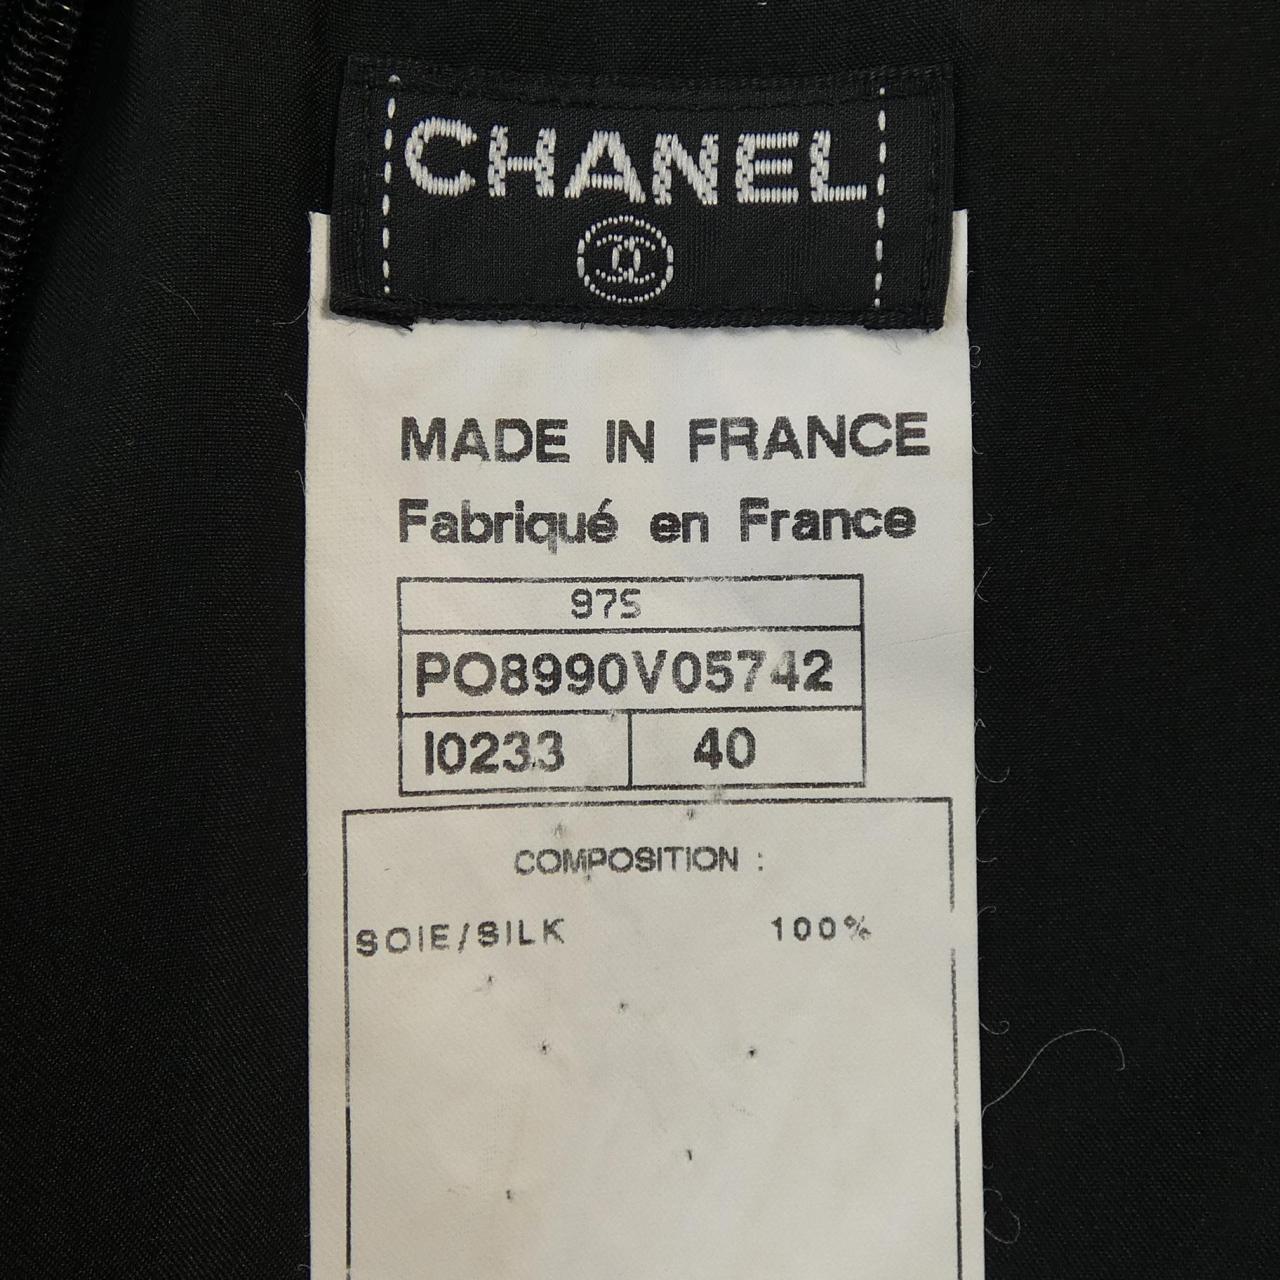 CHANEL
MADE IN FRANCE
Fabriqué en France
97S
PO8990V05742
I0233 40
COMPOSITION :
SOIE/SILK 100%